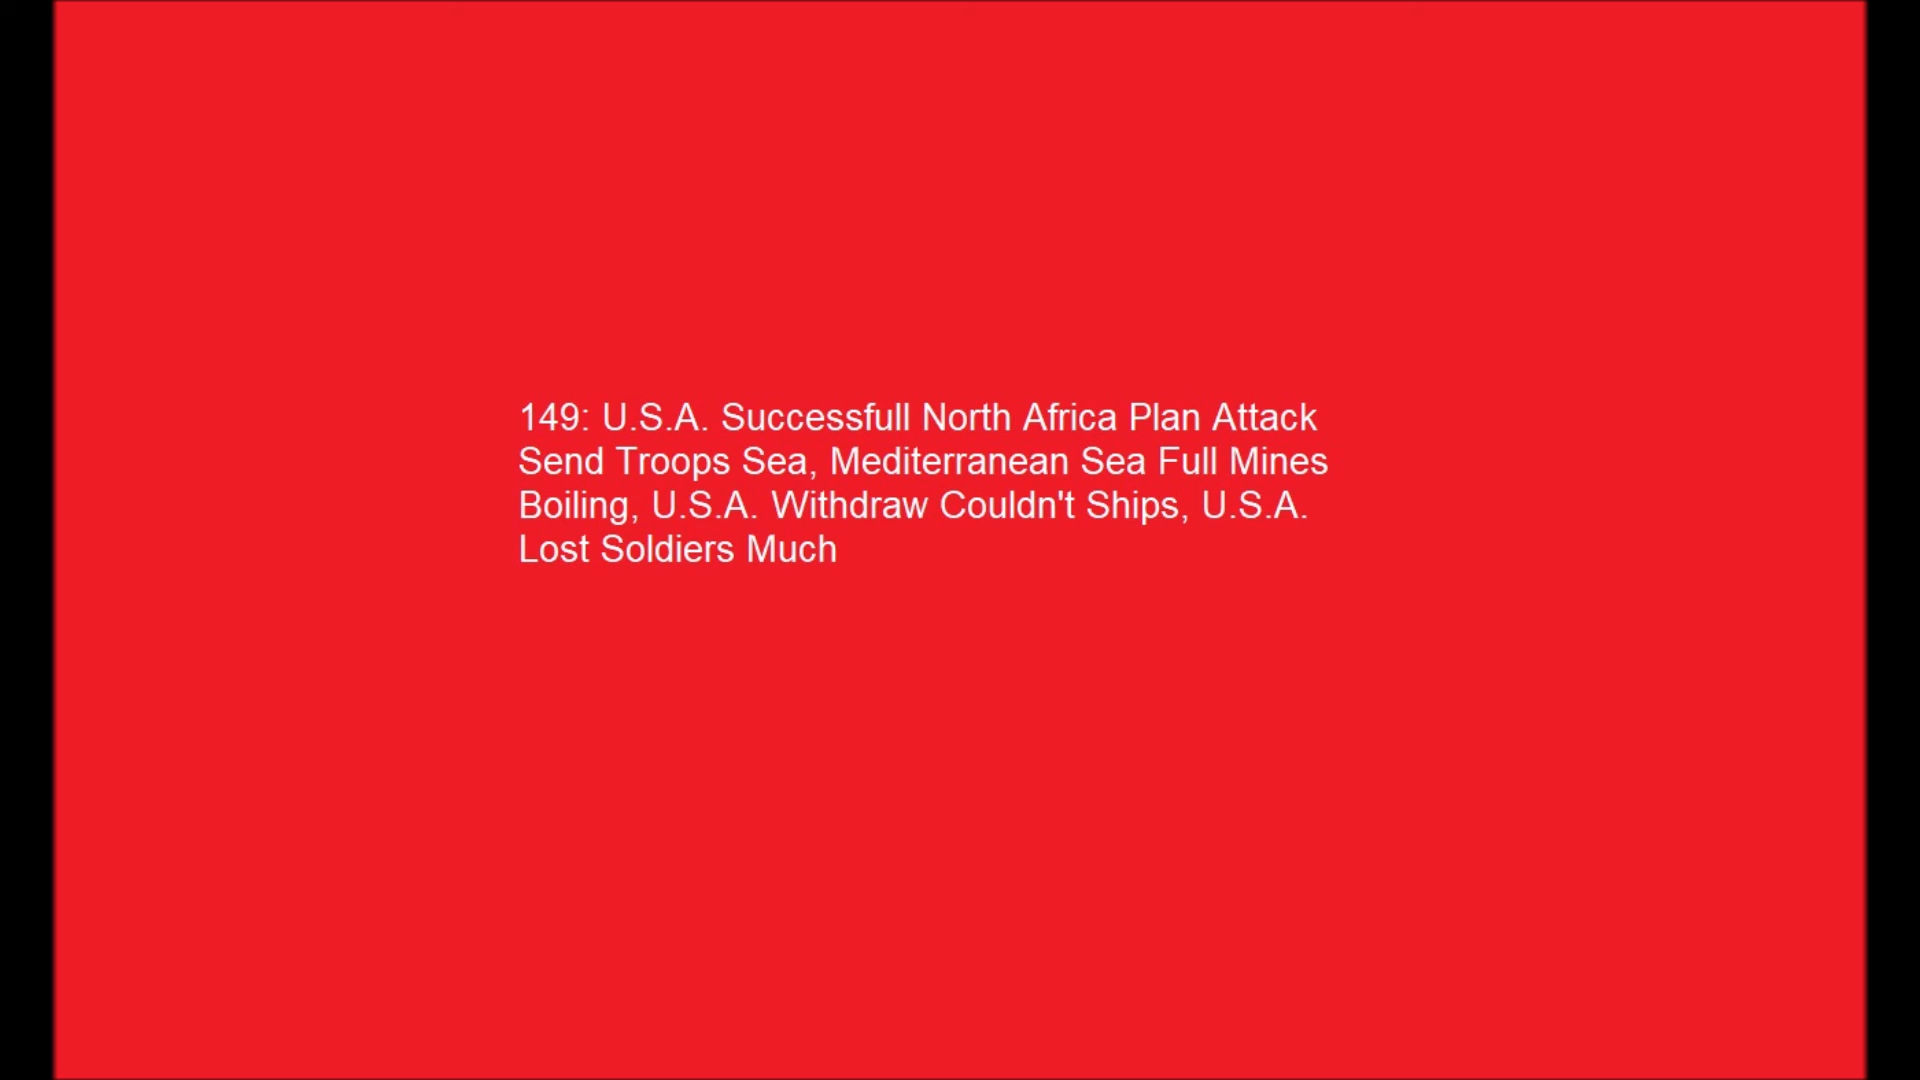 149: U.S.A. Successfull North Africa Plan Attack
Send Troops Sea, Mediterranean Sea Full Mines
Boiling, U.S.A. Withdraw Couldn't Ships, U.S.A.
Lost Soldiers Much